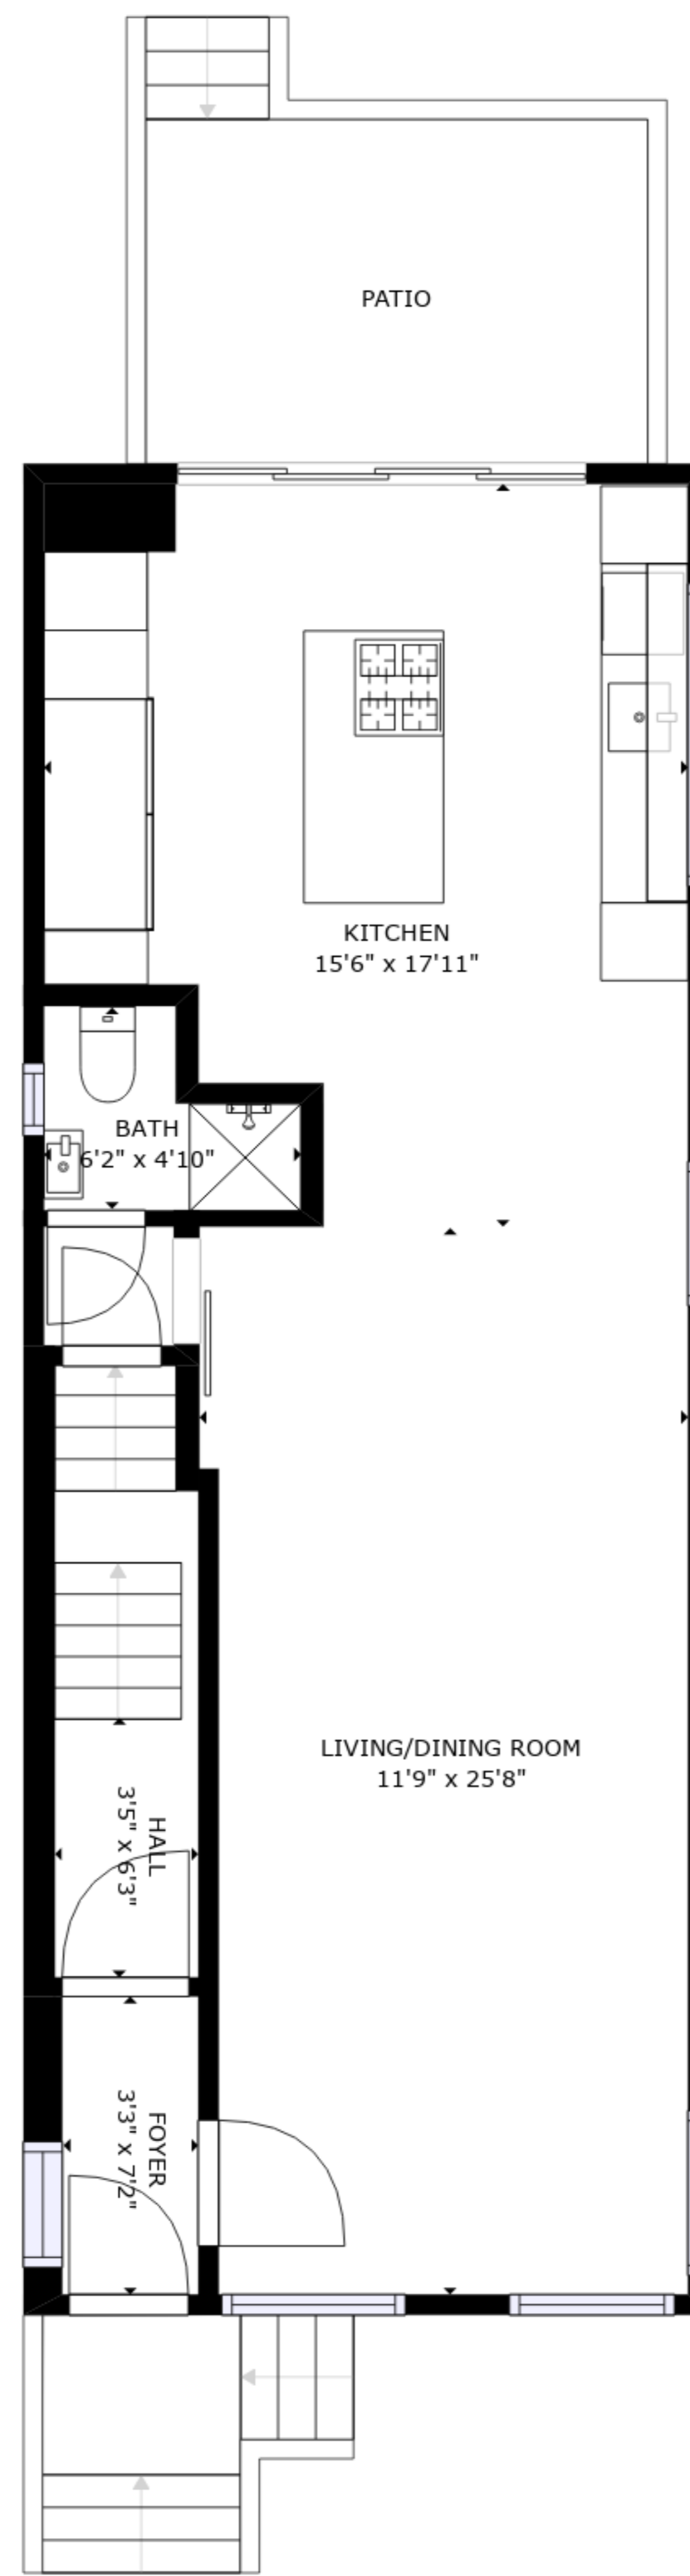 PATIO
KITCHEN
15'6" x 17'11"
BATH
6'2" x 4'10"
LIVING/DINING ROOM
11'9" x 25'8"
HALL
3'5" x 6'3"
FOYER
3'3" x 7'2"